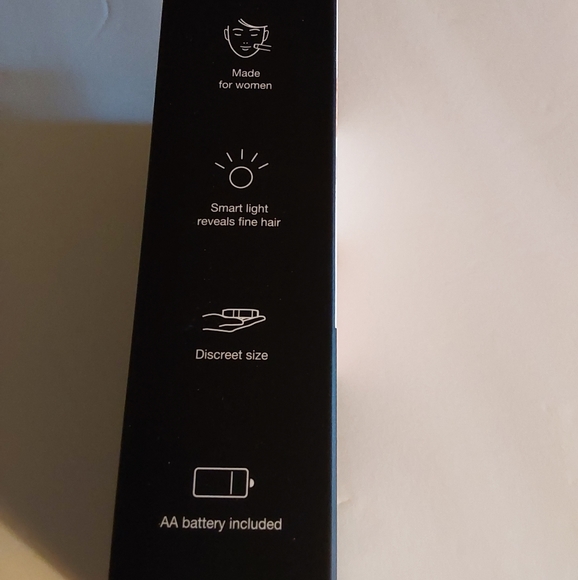 Made
for women
Smart light
reveals fine hair
Discreet size
AA battery included